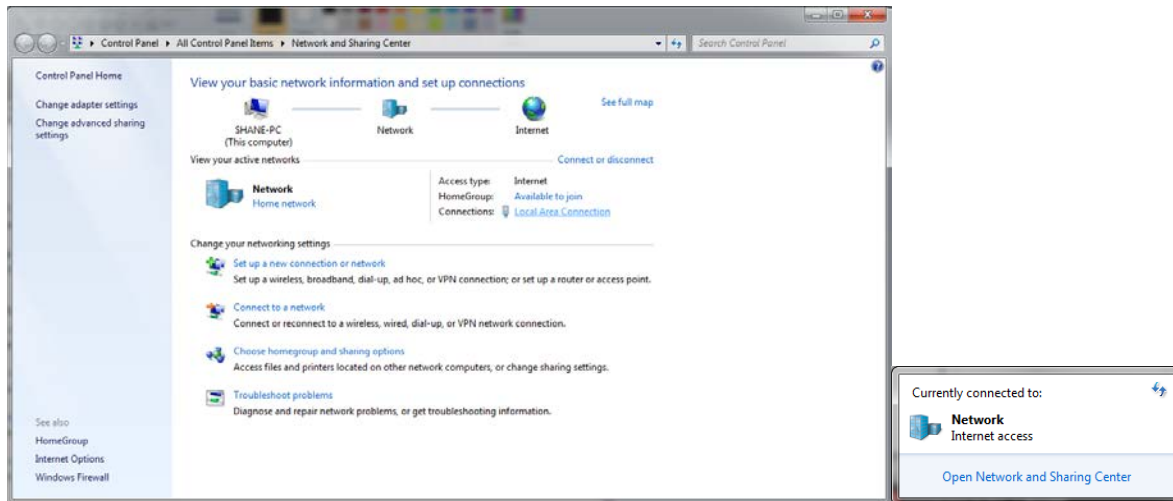 Control Panel ▸ All Control Panel Items ▸ Network and Sharing Center
Search Control Panel
Control Panel Home
Change adapter settings
Change advanced sharing
settings
View your basic network information and set up connections
See full map
SHANE-PC
(This computer)
Network
Internet
View your active networks
Connect or disconnect
Network
Home network
Access type: Internet
HomeGroup: Available to join
Connections: Local Area Connection
Change your networking settings
Set up a new connection or network
Set up a wireless, broadband, dial-up, ad hoc, or VPN connection; or set up a router or access point.
Connect to a network
Connect or reconnect to a wireless, wired, dial-up, or VPN network connection.
Choose homegroup and sharing options
Access files and printers located on other network computers, or change sharing settings.
Troubleshoot problems
Diagnose and repair network problems, or get troubleshooting information.
See also
HomeGroup
Internet Options
Windows Firewall
Currently connected to:
Network
Internet access
Open Network and Sharing Center